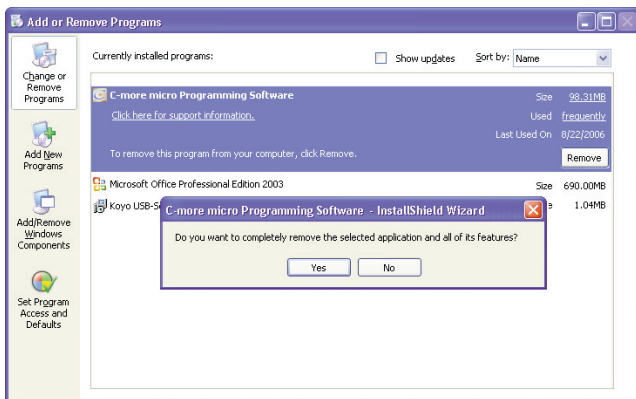 Add or Remove Programs
Change or
Remove
Programs
Add New
Programs
Add/Remove
Windows
Components
Set Program
Access and
Defaults
Currently installed programs:
Show updates
Sort by: Name
C-more micro Programming Software
Size 98.31MB
Click here for support information.
Used frequently
Last Used On 8/22/2006
To remove this program from your computer, click Remove.
Remove
Microsoft Office Professional Edition 2003
Size 690.00MB
Koyo
1.04MB
C-more micro Programming Software - InstallShield Wizard
Do you want to completely remove the selected application and all of its features?
Yes No